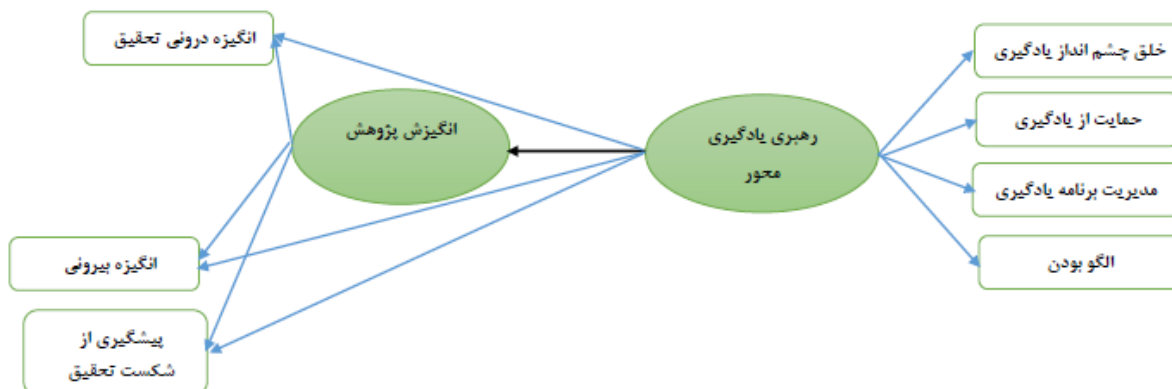 خلق چشم انداز یادگیری
حمایت از یادگیری
مدیریت برنامه یادگیری
الگو بودن
رهبری یادگیری
محور
انگیزش پژوهش
انگیزه درونی تحقیق
انگیزه بیرونی
پیشگیری از
شکست تحقیق